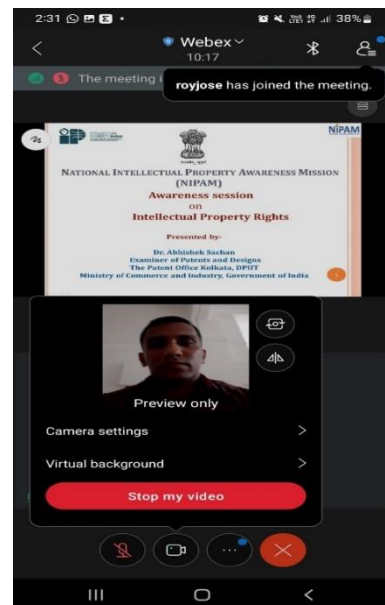 2:31
38%
Webex
10:17
The meeting i
royjose has joined the meeting.
NIPAM
NATIONAL INTELLECTUAL PROPERTY AWARENESS MISSION
(NIPAM)
Awareness session
on
Intellectual Property Rights
Presented by-
Dr. Abhishek Sachan
Examiner of Patents and Designs
The Patent Office Kolkata, DPIIT
Ministry of Commerce and Industry, Government of India
Preview only
Camera settings
Virtual background
Stop my video